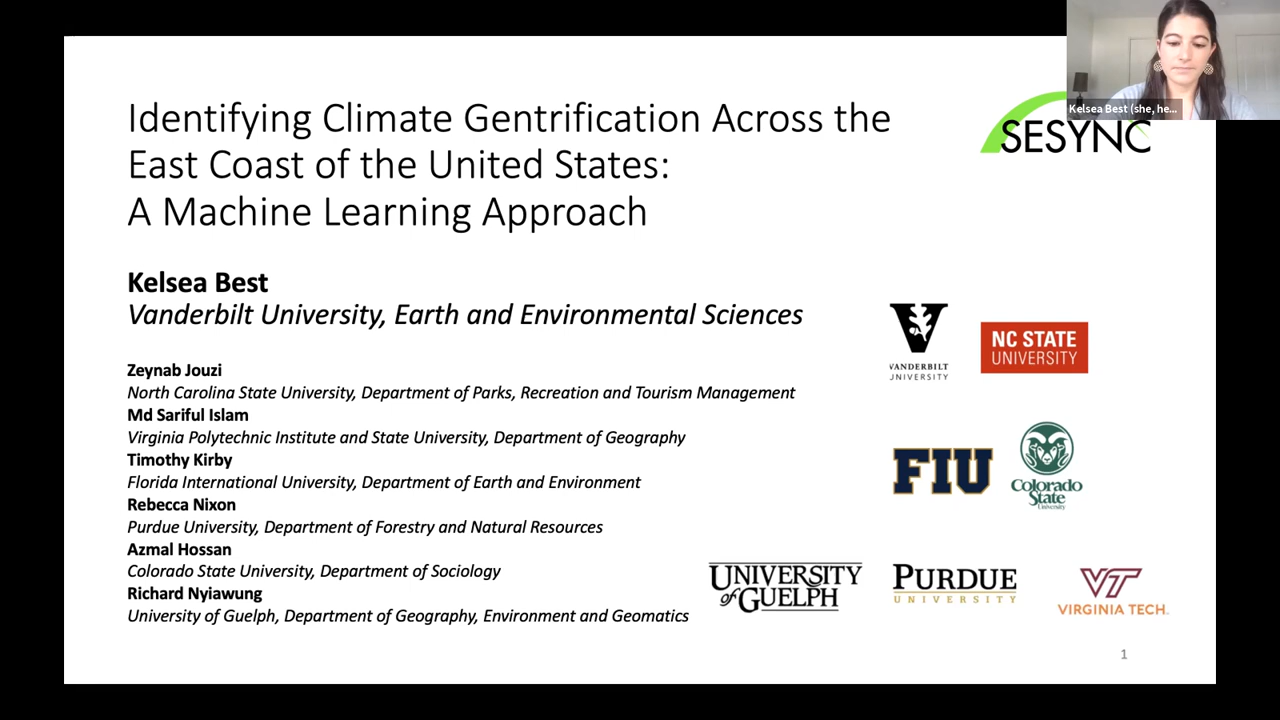 Identifying Climate Gentrification Across the
East Coast of the United States:
A Machine Learning Approach
Kelsea Best (she, he...
SESYNC
Kelsea Best
Vanderbilt University, Earth and Environmental Sciences
Zeynab Jouzi
North Carolina State University, Department of Parks, Recreation and Tourism Management
Md Sariful Islam
Virginia Polytechnic Institute and State University, Department of Geography
Timothy Kirby
Florida International University, Department of Earth and Environment
Rebecca Nixon
Purdue University, Department of Forestry and Natural Resources
Azmal Hossan
Colorado State University, Department of Sociology
Richard Nyiawung
University of Guelph, Department of Geography, Environment and Geomatics
V
VANDERBILT
UNIVERSITY
NC STATE
UNIVERSITY
FIU
Colorado
State
University
UNIVERSITY
of GUELPH
PURDUE
UNIVERSITY
VT
VIRGINIA TECH
1